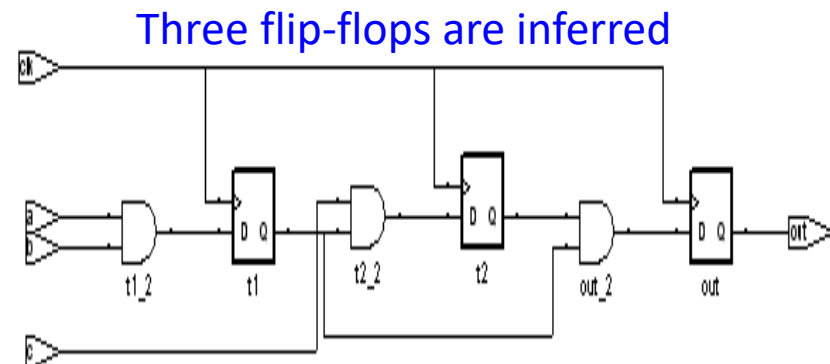 Three flip-flops are inferred
clk
a
b
D Q
D Q
D Q
out
t1_2
t1
t2_2
t2
out_2
out
c